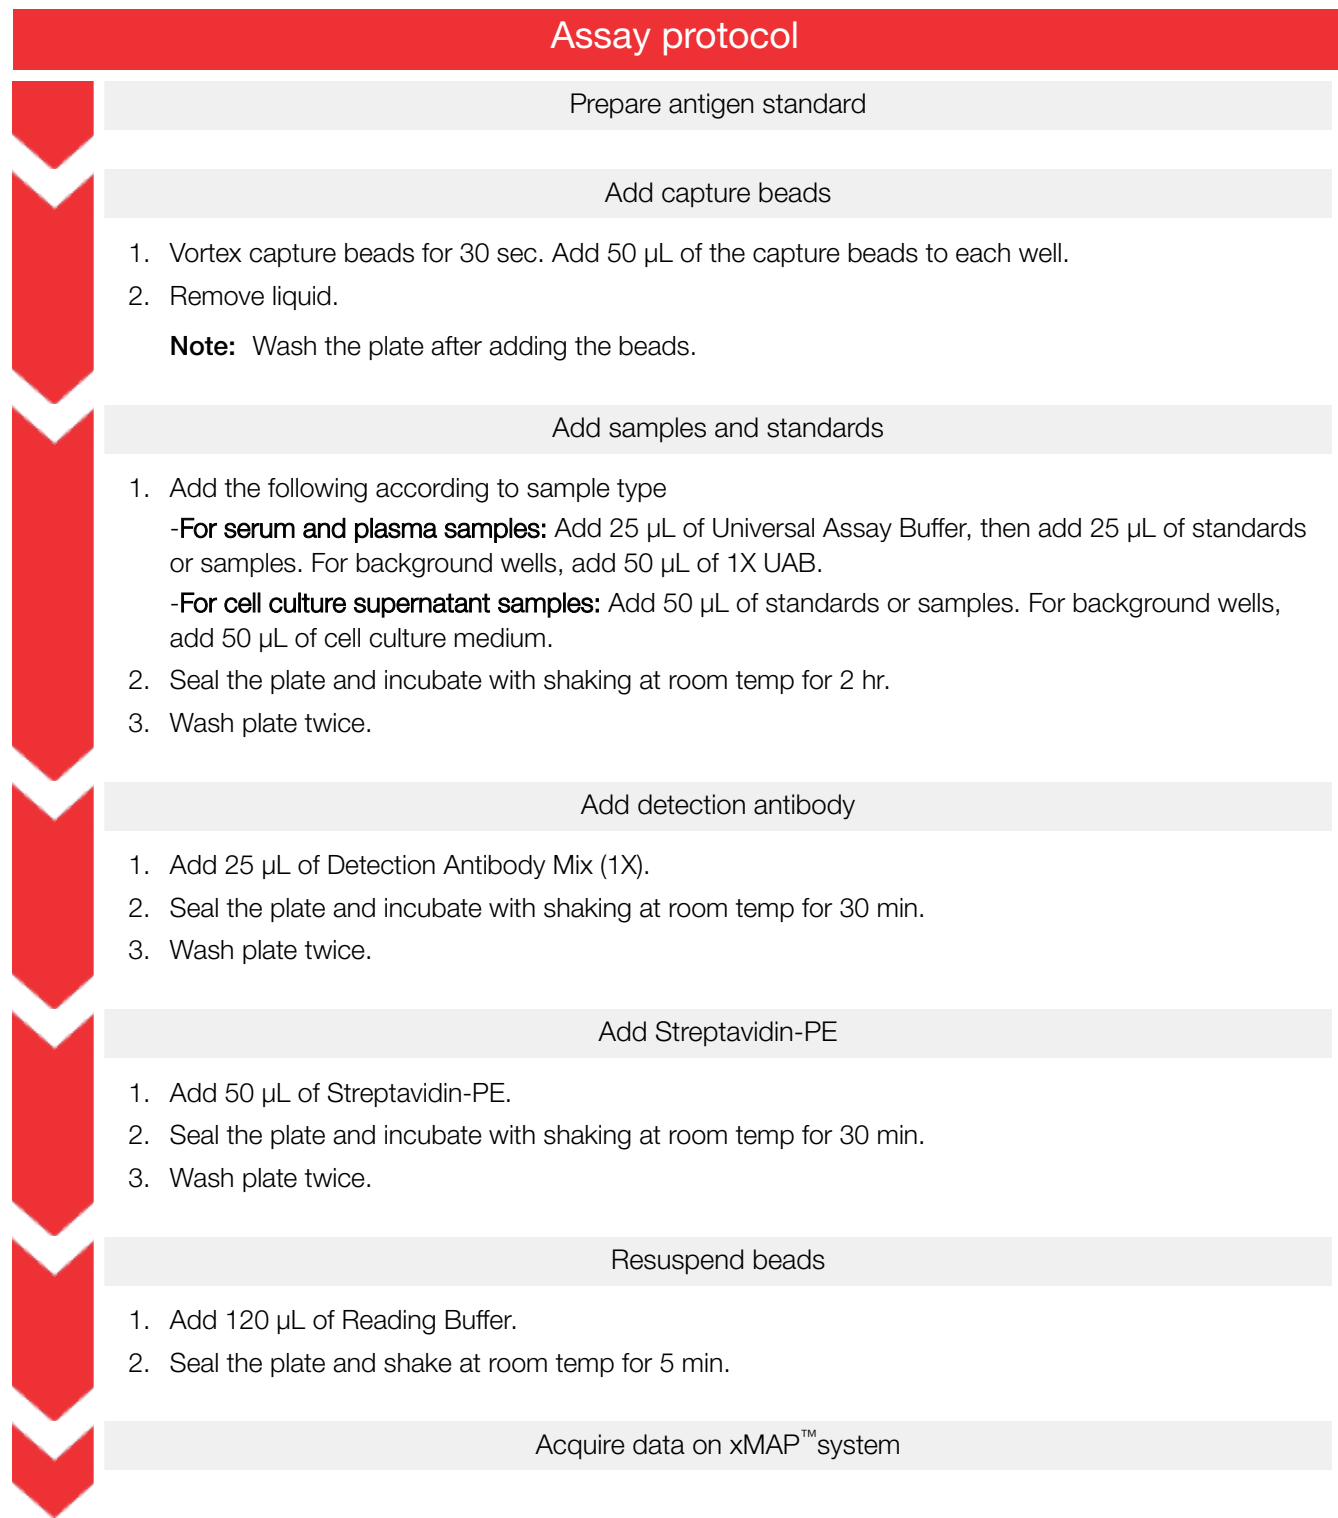 Assay protocol
Prepare antigen standard
Add capture beads
1. Vortex capture beads for 30 sec. Add 50 µL of the capture beads to each well.
2. Remove liquid.
Note: Wash the plate after adding the beads.
Add samples and standards
1. Add the following according to sample type
-For serum and plasma samples: Add 25 µL of Universal Assay Buffer, then add 25 µL of standards
or samples. For background wells, add 50 µL of 1X UAB.
-For cell culture supernatant samples: Add 50 µL of standards or samples. For background wells,
add 50 µL of cell culture medium.
2. Seal the plate and incubate with shaking at room temp for 2 hr.
3. Wash plate twice.
Add detection antibody
1. Add 25 µL of Detection Antibody Mix (1X).
2. Seal the plate and incubate with shaking at room temp for 30 min.
3. Wash plate twice.
Add Streptavidin-PE
1. Add 50 µL of Streptavidin-PE.
2. Seal the plate and incubate with shaking at room temp for 30 min.
3. Wash plate twice.
Resuspend beads
1. Add 120 µL of Reading Buffer.
2. Seal the plate and shake at room temp for 5 min.
Acquire data on xMAP™system